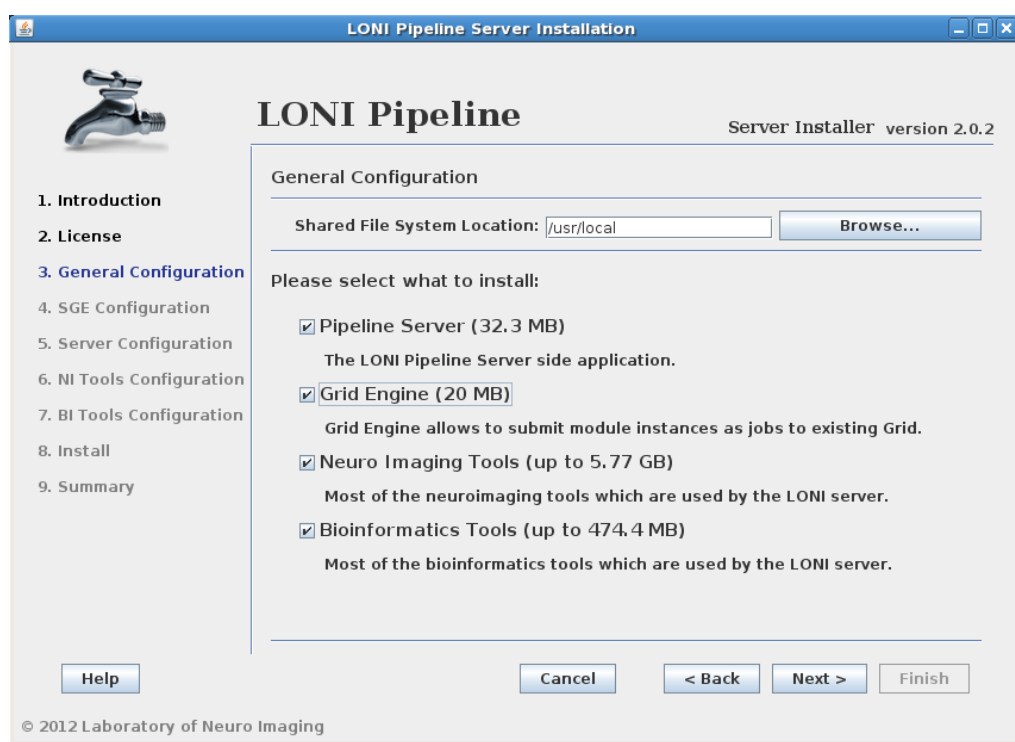 LONI Pipeline Server Installation
LONI Pipeline
Server Installer version 2.0.2
1. Introduction
2. License
3. General Configuration
4. SGE Configuration
5. Server Configuration
6. NI Tools Configuration
7. BI Tools Configuration
8. Install
9. Summary
General Configuration
Shared File System Location: /usr/local Browse...
Please select what to install:
Pipeline Server (32.3 MB)
The LONI Pipeline Server side application.
Grid Engine (20 MB)
Grid Engine allows to submit module instances as jobs to existing Grid.
Neuro Imaging Tools (up to 5.77 GB)
Most of the neuroimaging tools which are used by the LONI server.
Bioinformatics Tools (up to 474.4 MB)
Most of the bioinformatics tools which are used by the LONI server.
Help Cancel < Back Next > Finish
© 2012 Laboratory of Neuro Imaging